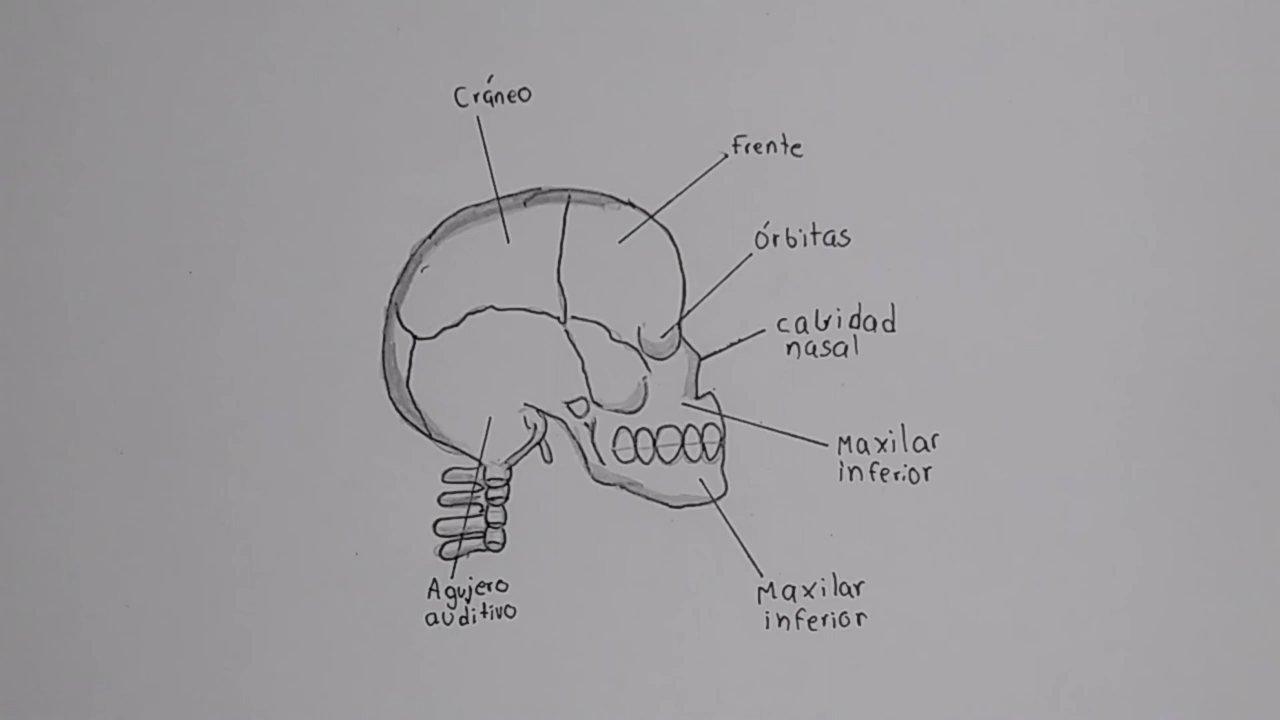 Cráneo
Frente
Órbitas
cavidad
nasal
Maxilar
inferior
Maxilar
inferior
Agujero
auditivo